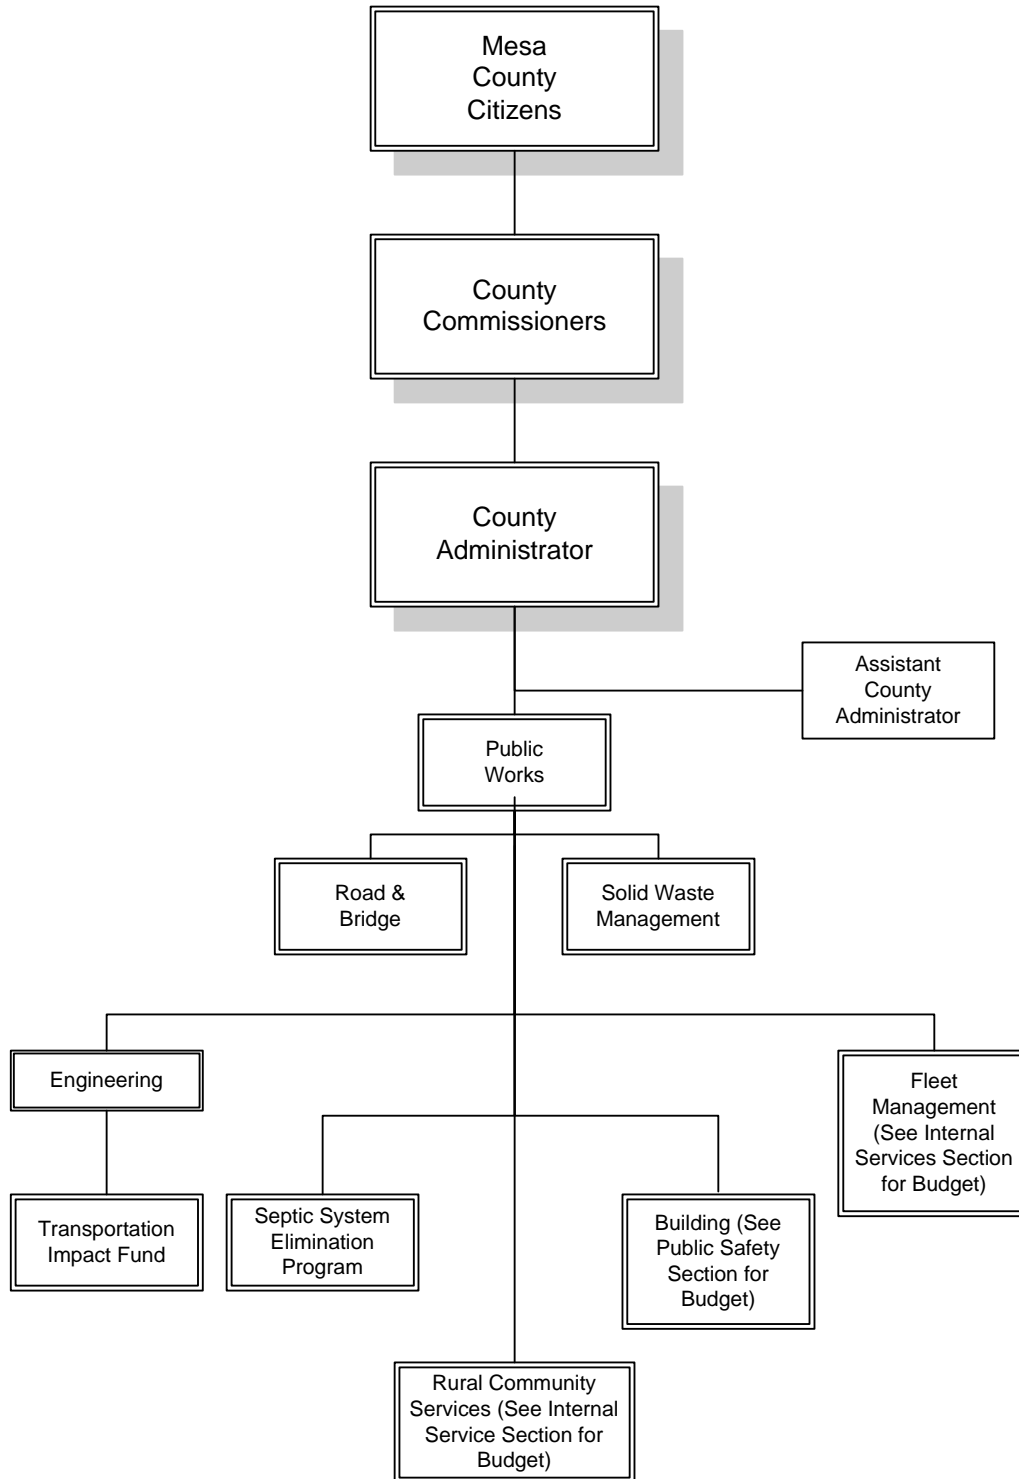 Mesa
County
Citizens
County
Commissioners
County
Administrator
Assistant
County
Administrator
Public
Works
Road &
Bridge
Solid Waste
Management
Engineering
Fleet
Management
(See Internal
Services Section
for Budget)
Transportation
Impact Fund
Septic System
Elimination
Program
Building (See
Public Safety
Section for
Budget)
Rural Community
Services (See Internal
Service Section for
Budget)